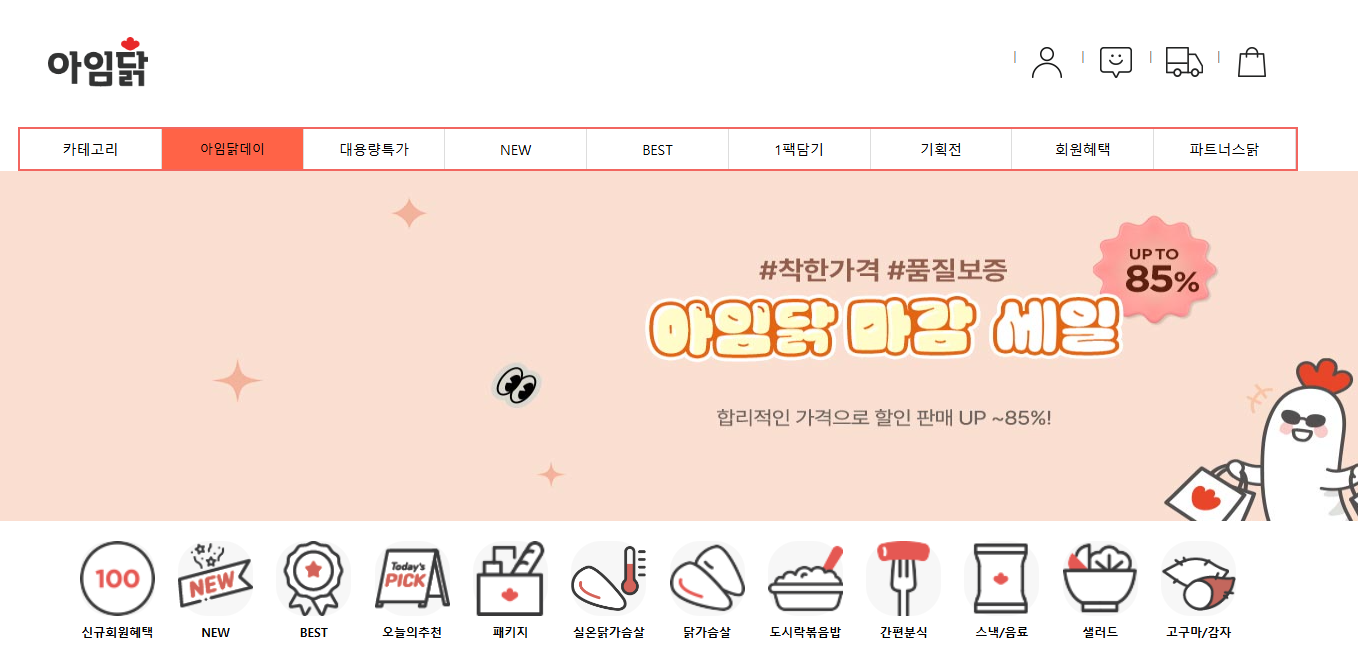 아임닭
카테고리 아임닭데이 대용량특가 NEW BEST 1팩담기 기획전 회원혜택 파트너스닭
UP TO
85%
#착한가격 #품질보증
아임닭 마감 세일
합리적인 가격으로 할인 판매 UP ~85%!
100
NEW
Today's
PICK
신규회원혜택 NEW BEST 오늘의추천 패키지 실온닭가슴살 닭가슴살 도시락볶음밥 간편분식 스낵/음료 샐러드 고구마/감자